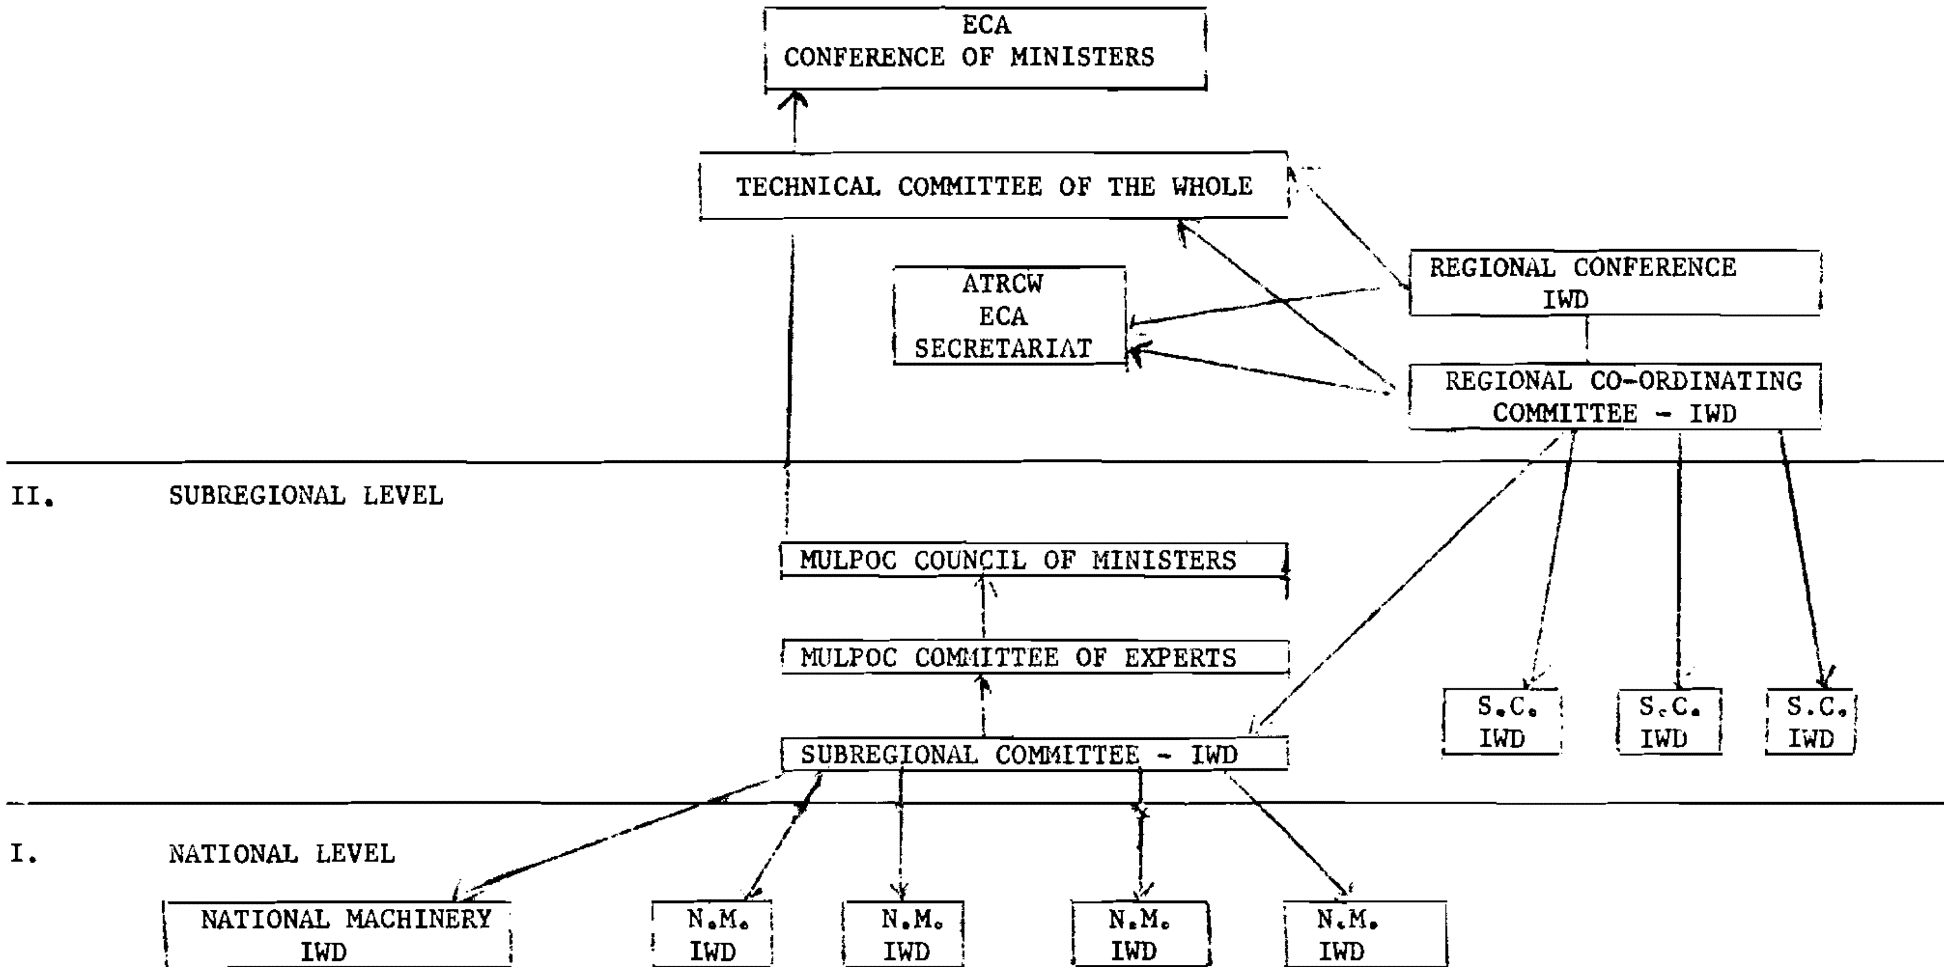 ECA
CONFERENCE OF MINISTERS
TECHNICAL COMMITTEE OF THE WHOLE
ATRCW
ECA
SECRETARIAT
REGIONAL CONFERENCE
IWD
REGIONAL CO-ORDINATING
COMMITTEE - IWD
II. SUBREGIONAL LEVEL
MULPOC COUNCIL OF MINISTERS
MULPOC COMMITTEE OF EXPERTS
SUBREGIONAL COMMITTEE - IWD
S.C.
IWD
S.C.
IWD
S.C.
IWD
I. NATIONAL LEVEL
NATIONAL MACHINERY
IWD
N.M.
IWD
N.M.
IWD
N.M.
IWD
N.M.
IWD